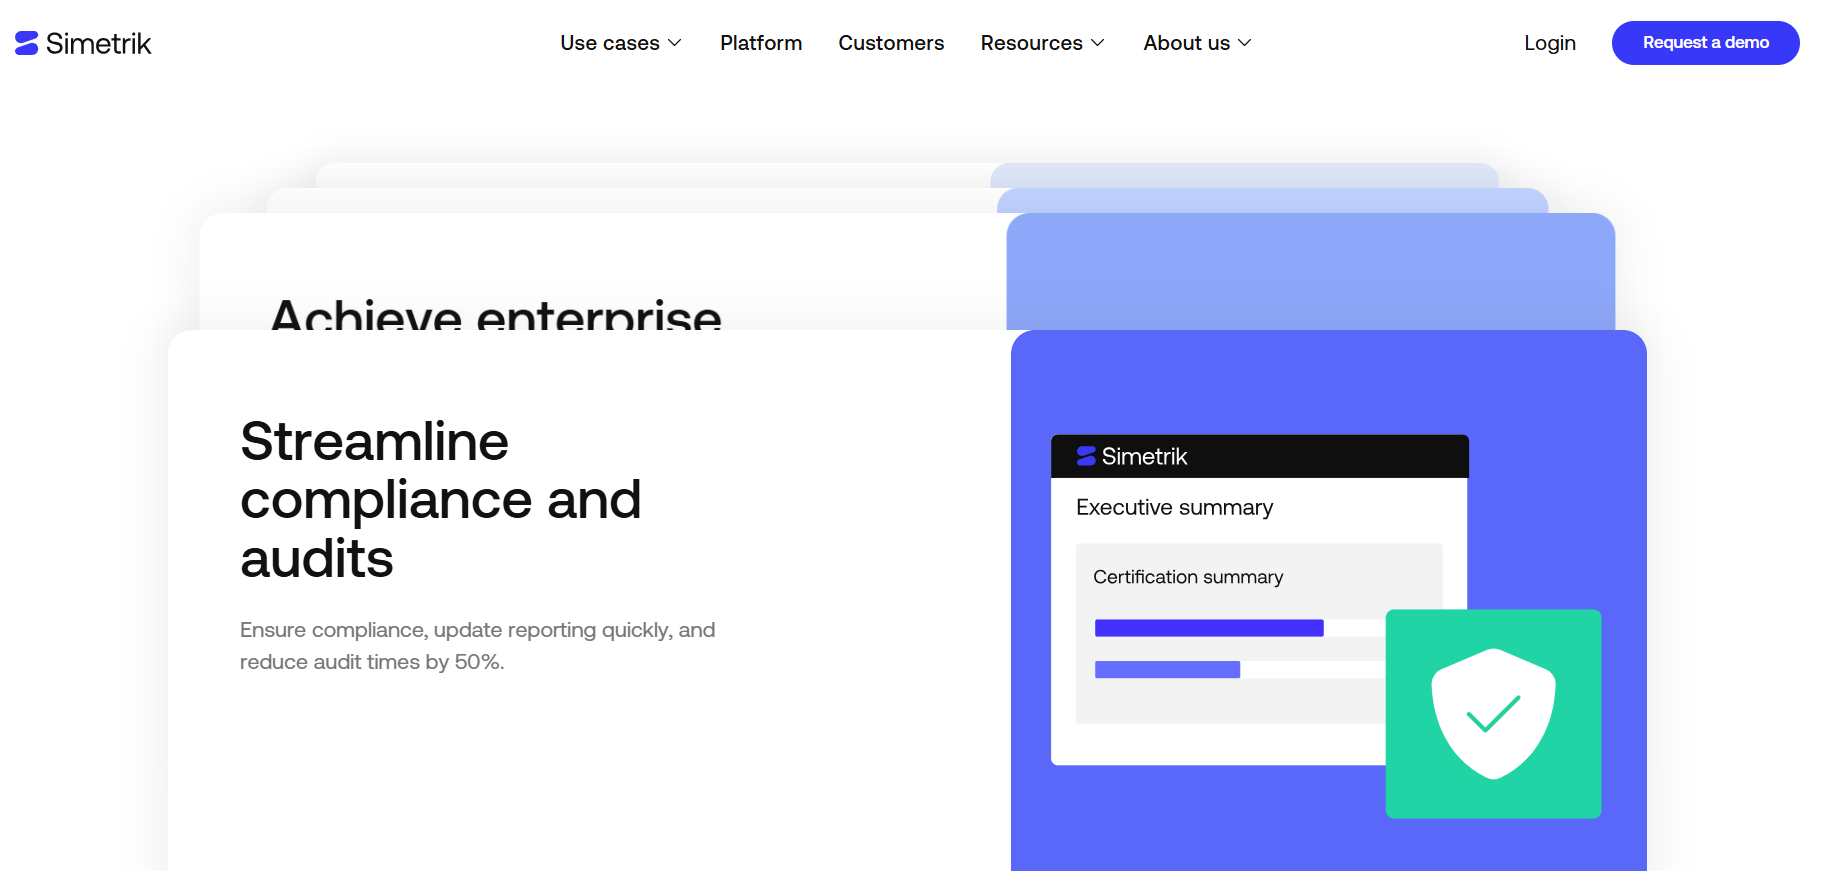 Simetrik
Use cases
Platform
Customers
Resources
About us
Login
Request a demo
Achieve enterprise
Streamline
compliance and
audits
Ensure compliance, update reporting quickly, and
reduce audit times by 50%.
Simetrik
Executive summary
Certification summary